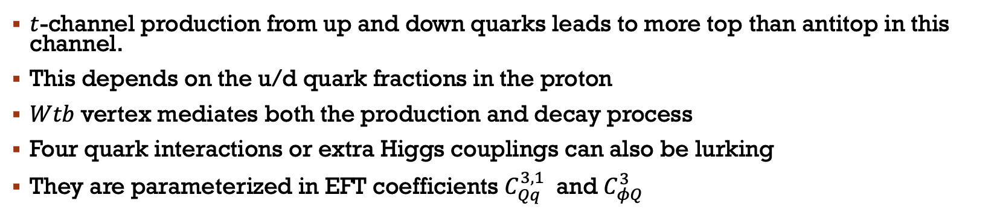 ▪ t-channel production from up and down quarks leads to more top than antitop in this
channel.
▪ This depends on the u/d quark fractions in the proton
▪ Wtb vertex mediates both the production and decay process
▪ Four quark interactions or extra Higgs couplings can also be lurking
▪ They are parameterized in EFT coefficients $C_{Qq}^{3,1}$ and $C_{\phi Q}^{3}$